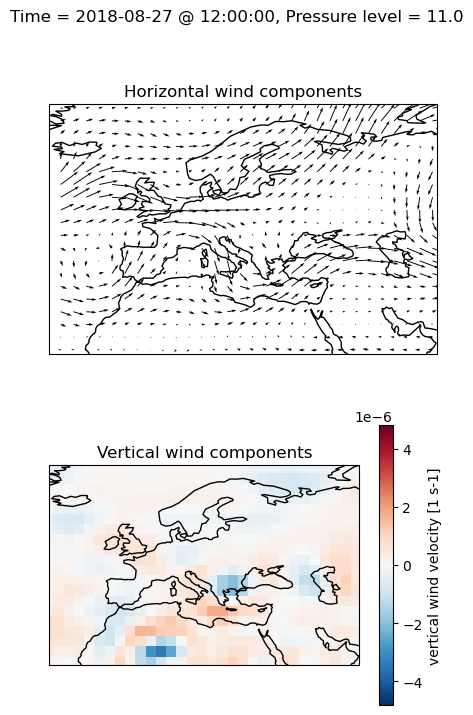 Time = 2018-08-27 @ 12:00:00, Pressure level = 11.0
Horizontal wind components
Vertical wind components
1e−6
4
2
0
−2
−4
vertical wind velocity [1 s-1]